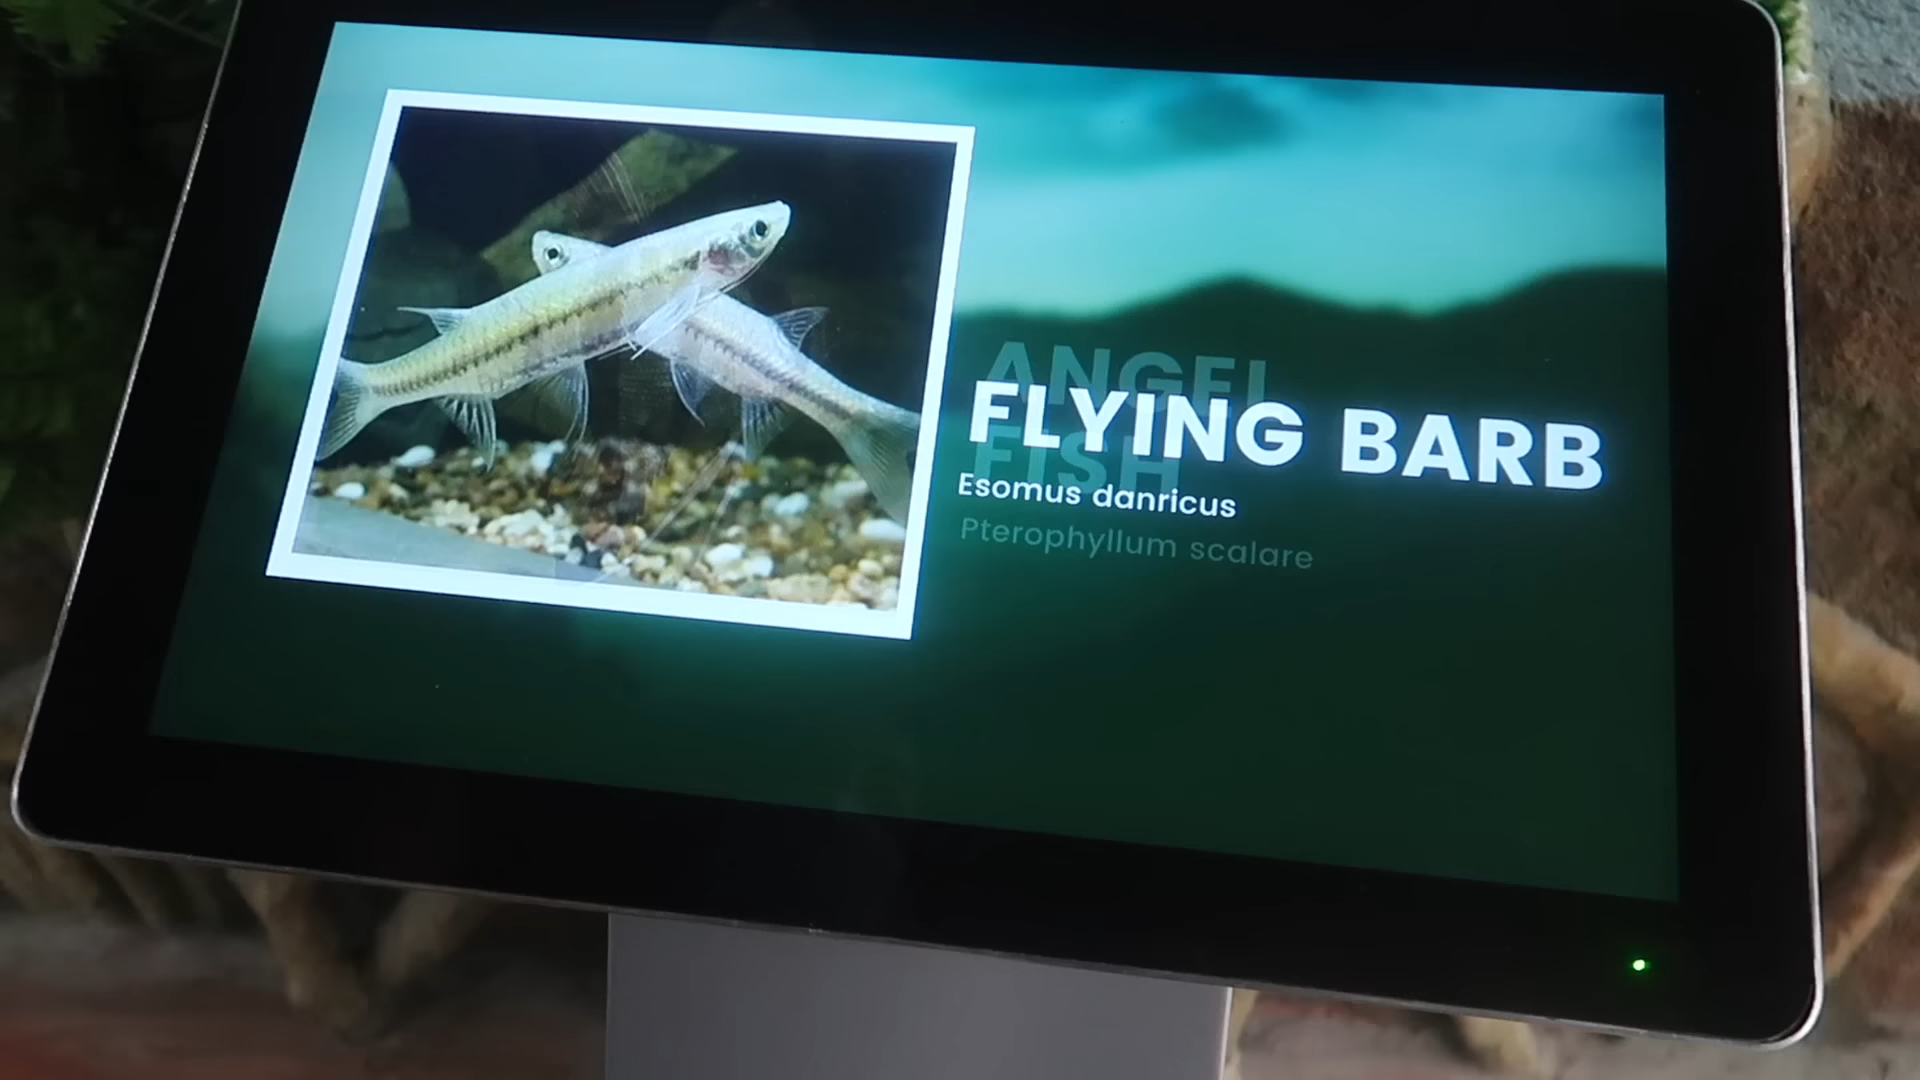 ANGEL
FLYING BARB
FISH
Esomus danricus
Pterophyllum scalare